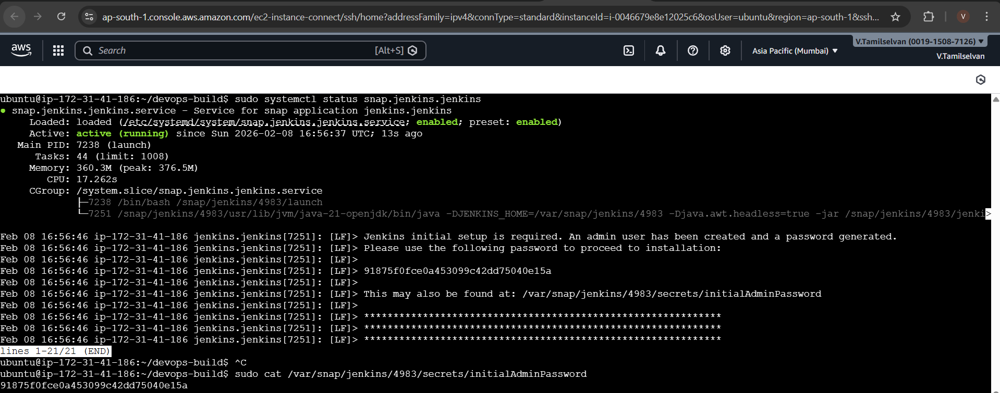 ap-south-1.console.aws.amazon.com/ec2-instance-connect/ssh/home?addressFamily=ipv4&connType=standard&instanceId=i-0046679e8e12025c6&osUser=ubuntu&region=ap-south-1&ssh...
V
aws
Search
[Alt+S]
Asia Pacific (Mumbai)
V.Tamilselvan (0019-1508-7126)
V.Tamilselvan
ubuntu@ip-172-31-41-186:~/devops-build$ sudo systemctl status snap.jenkins.jenkins
● snap.jenkins.jenkins.service - Service for snap application jenkins.jenkins
Loaded: loaded (/etc/systemd/system/snap.jenkins.jenkins.service; enabled; preset: enabled)
Active: active (running) since Sun 2026-02-08 16:56:37 UTC; 13s ago
Main PID: 7238 (launch)
Tasks: 44 (limit: 1008)
Memory: 360.3M (peak: 376.5M)
CPU: 17.262s
CGroup: /system.slice/snap.jenkins.jenkins.service
├─7238 /bin/bash /snap/jenkins/4983/launch
└─7251 /snap/jenkins/4983/usr/lib/jvm/java-21-openjdk/bin/java -DJENKINS_HOME=/var/snap/jenkins/4983 -Djava.awt.headless=true -jar /snap/jenkins/4983/jenki>
Feb 08 16:56:46 ip-172-31-41-186 jenkins.jenkins[7251]: [LF]> Jenkins initial setup is required. An admin user has been created and a password generated.
Feb 08 16:56:46 ip-172-31-41-186 jenkins.jenkins[7251]: [LF]> Please use the following password to proceed to installation:
Feb 08 16:56:46 ip-172-31-41-186 jenkins.jenkins[7251]: [LF]>
Feb 08 16:56:46 ip-172-31-41-186 jenkins.jenkins[7251]: [LF]> 91875f0fce0a453099c42dd75040e15a
Feb 08 16:56:46 ip-172-31-41-186 jenkins.jenkins[7251]: [LF]>
Feb 08 16:56:46 ip-172-31-41-186 jenkins.jenkins[7251]: [LF]> This may also be found at: /var/snap/jenkins/4983/secrets/initialAdminPassword
Feb 08 16:56:46 ip-172-31-41-186 jenkins.jenkins[7251]: [LF]>
Feb 08 16:56:46 ip-172-31-41-186 jenkins.jenkins[7251]: [LF]> *************************************************************
Feb 08 16:56:46 ip-172-31-41-186 jenkins.jenkins[7251]: [LF]> *************************************************************
Feb 08 16:56:46 ip-172-31-41-186 jenkins.jenkins[7251]: [LF]> *************************************************************
lines 1-21/21 (END)
ubuntu@ip-172-31-41-186:~/devops-build$ ^C
ubuntu@ip-172-31-41-186:~/devops-build$ sudo cat /var/snap/jenkins/4983/secrets/initialAdminPassword
91875f0fce0a453099c42dd75040e15a